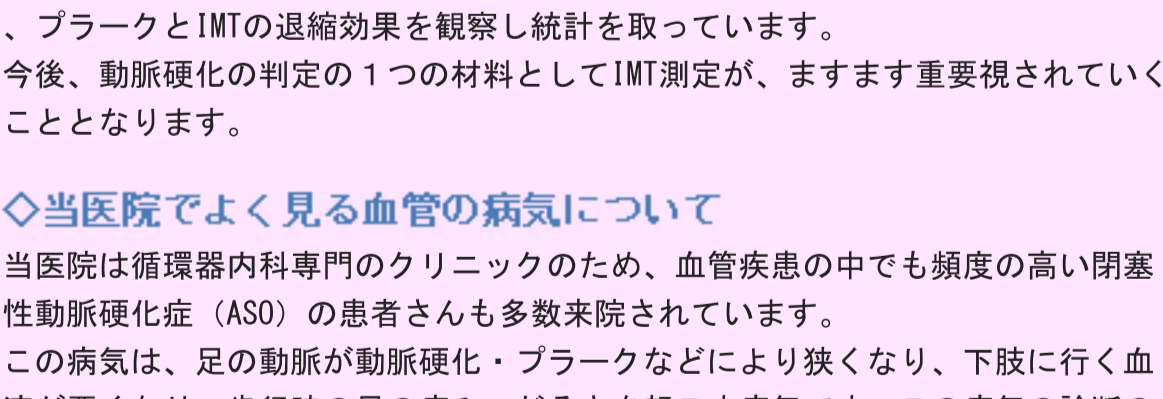 、プラークとIMTの退縮効果を観察し統計を取っています。
今後、動脈硬化の判定の１つの材料としてIMT測定が、ますます重要視されていく
こととなります。
◇当医院でよく見る血管の病気について
当医院は循環器内科専門のクリニックのため、血管疾患の中でも頻度の高い閉塞
性動脈硬化症（ASO）の患者さんも多数来院されています。
この病気は、足の動脈が動脈硬化・プラークなどにより狭くなり、下肢に行く血